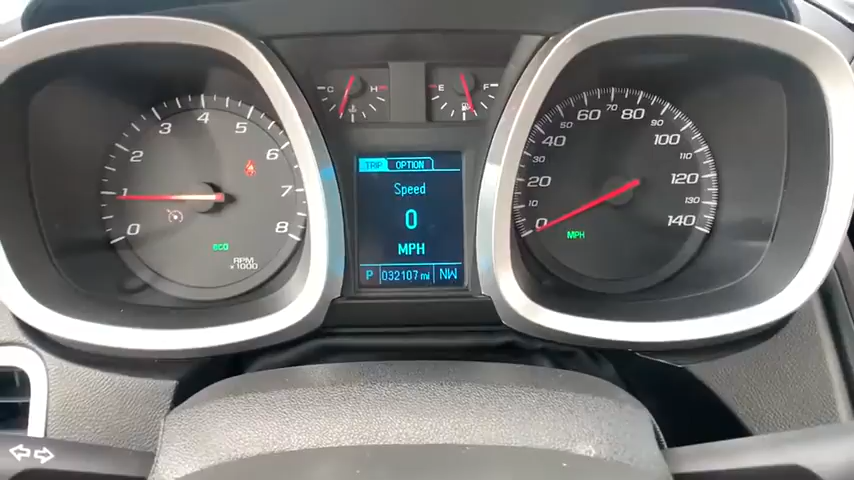 C H
E F
0 1 2 3 4 5 6 7 8
eco
RPM
x1000
TRIP OPTION
Speed
0
MPH
P 032107 mi NW
0 10 20 30 40 50 60 70 80 90 100 110 120 130 140
MPH